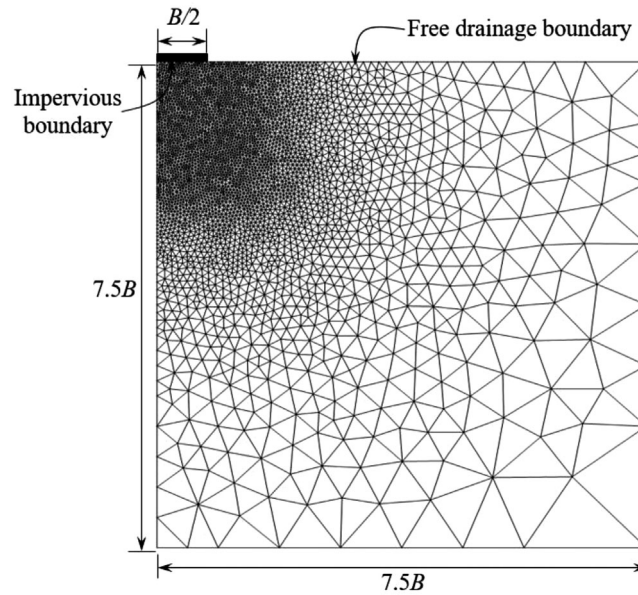 B/2
Free drainage boundary
Impervious
boundary
7.5B
7.5B